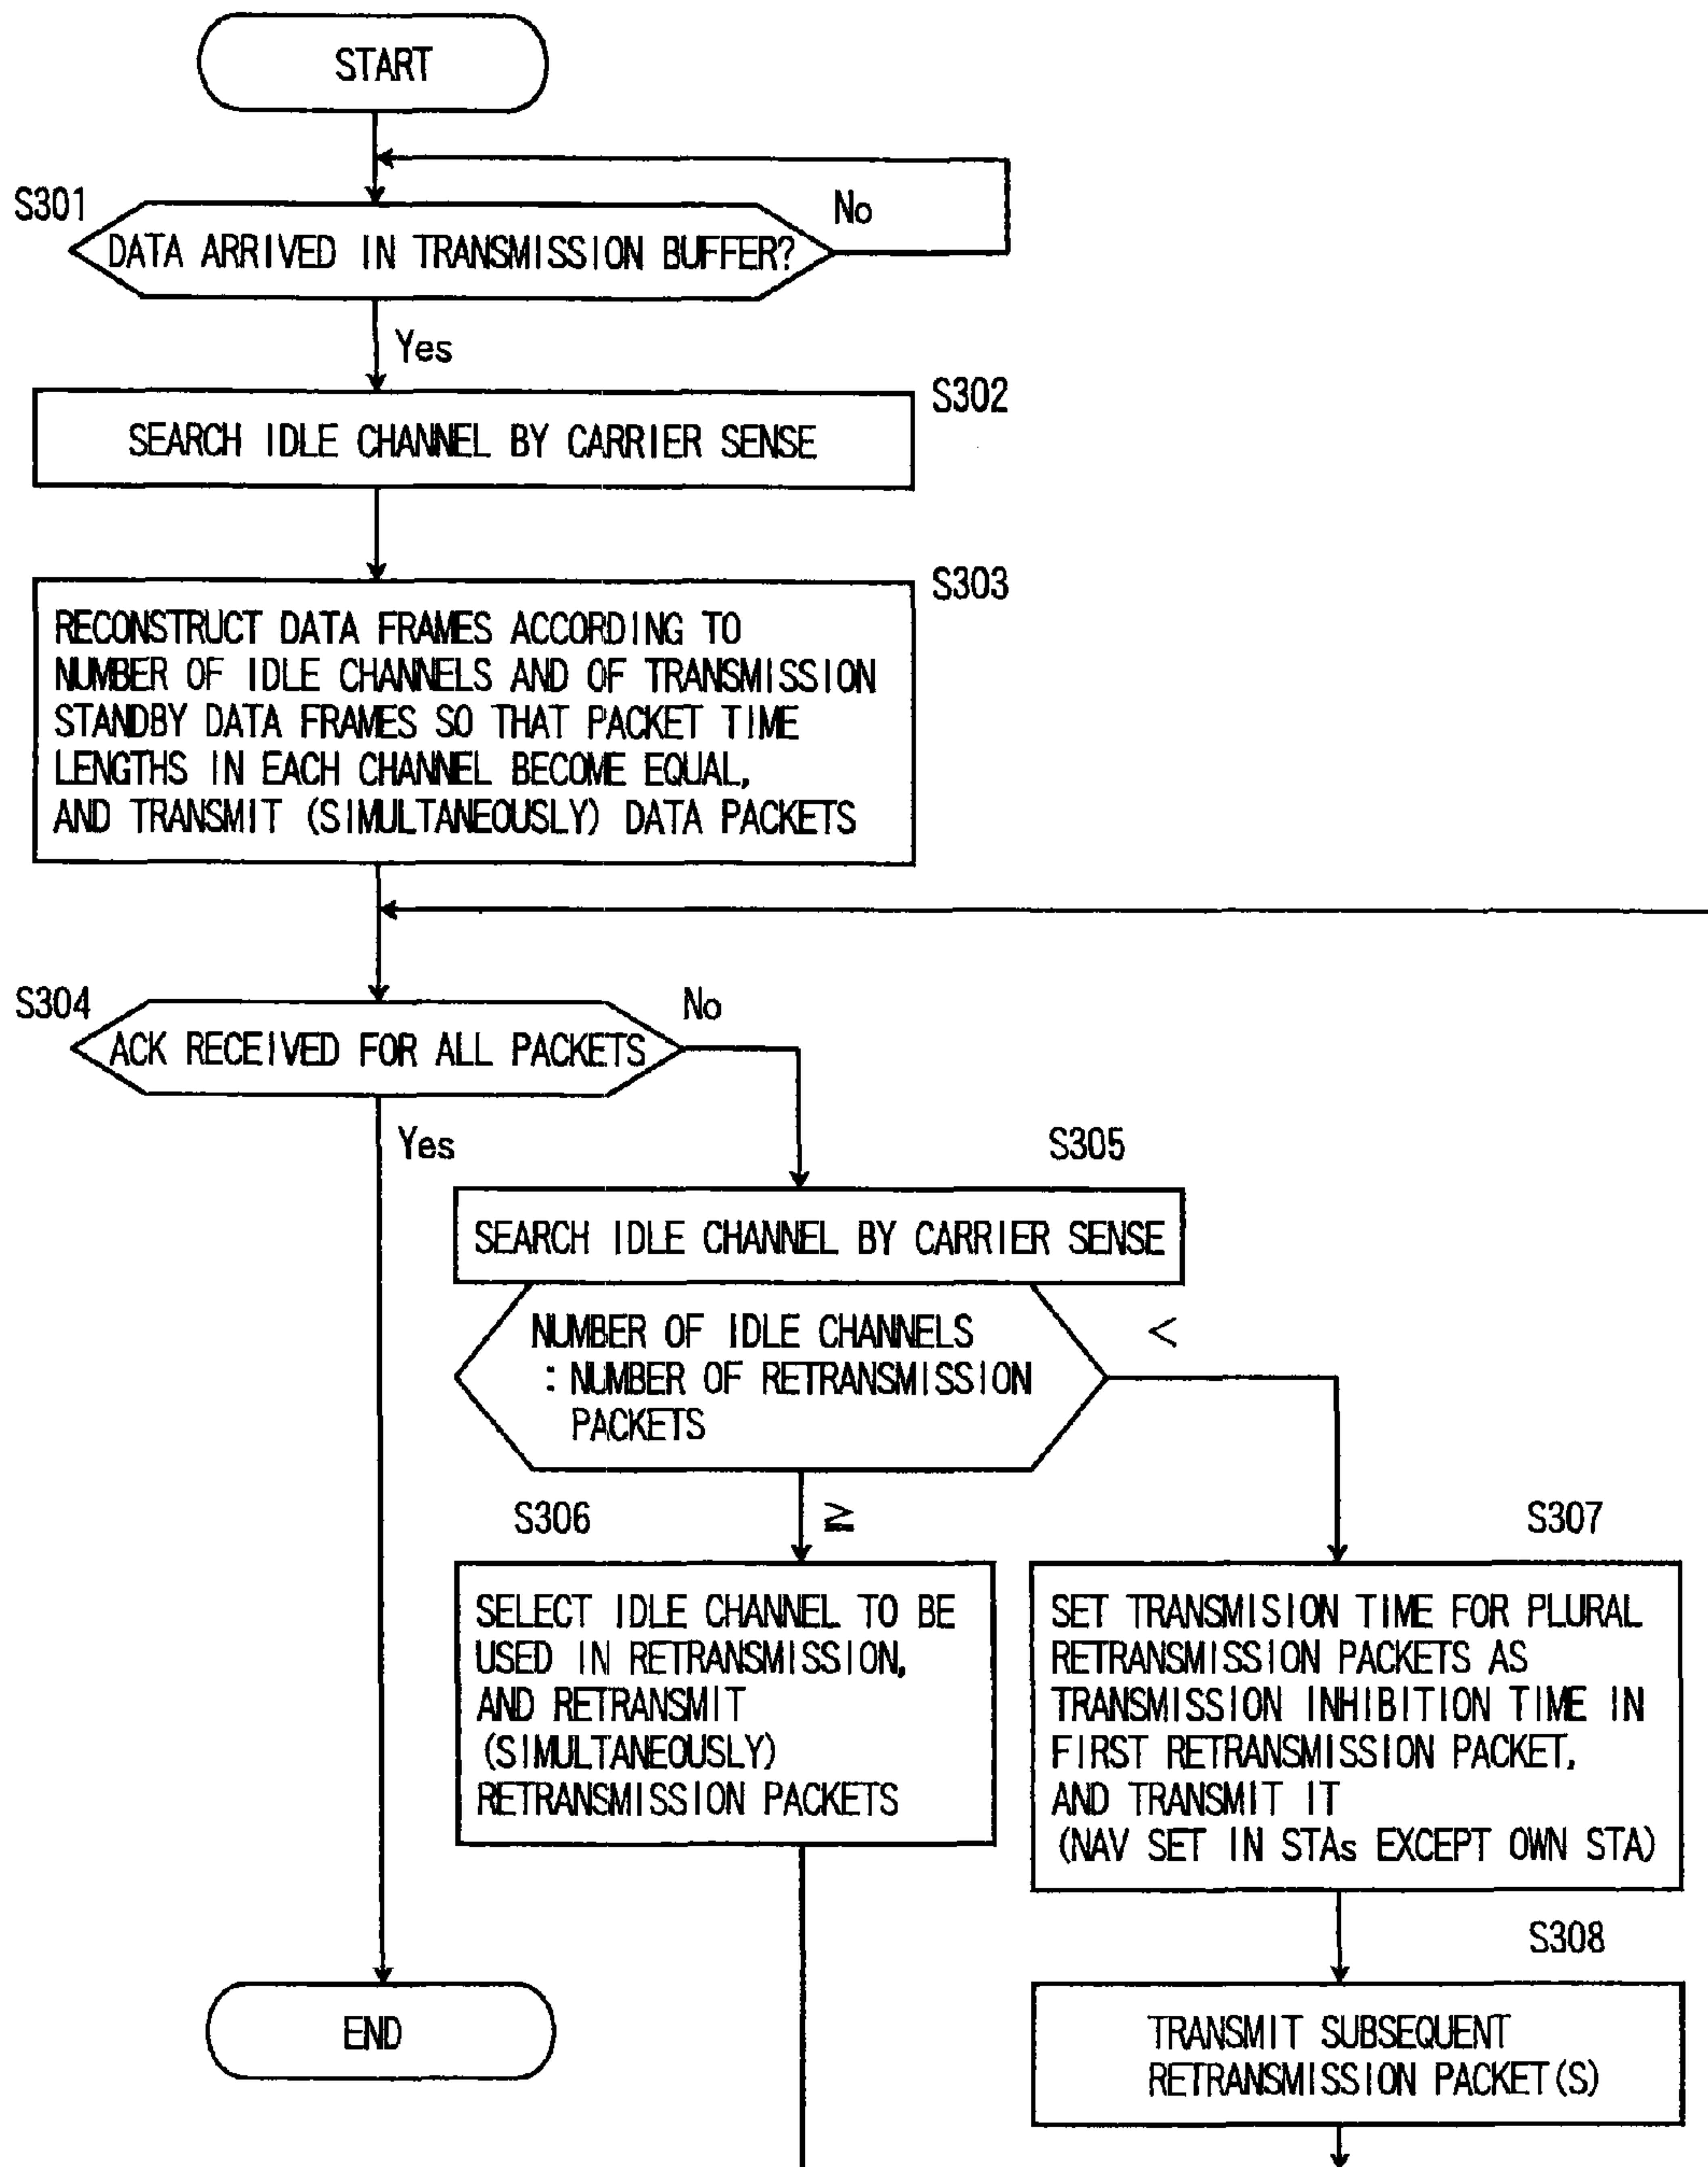 START
S301
DATA ARRIVED IN TRANSMISSION BUFFER?
No
Yes
S302
SEARCH IDLE CHANNEL BY CARRIER SENSE
S303
RECONSTRUCT DATA FRAMES ACCORDING TO
NUMBER OF IDLE CHANNELS AND OF TRANSMISSION
STANDBY DATA FRAMES SO THAT PACKET TIME
LENGTHS IN EACH CHANNEL BECOME EQUAL,
AND TRANSMIT (SIMULTANEOUSLY) DATA PACKETS
S304
ACK RECEIVED FOR ALL PACKETS
No
Yes
S305
SEARCH IDLE CHANNEL BY CARRIER SENSE
NUMBER OF IDLE CHANNELS
: NUMBER OF RETRANSMISSION
PACKETS
<
≧
S306
SELECT IDLE CHANNEL TO BE
USED IN RETRANSMISSION,
AND RETRANSMIT
(SIMULTANEOUSLY)
RETRANSMISSION PACKETS
S307
SET TRANSMISION TIME FOR PLURAL
RETRANSMISSION PACKETS AS
TRANSMISSION INHIBITION TIME IN
FIRST RETRANSMISSION PACKET,
AND TRANSMIT IT
(NAV SET IN STAs EXCEPT OWN STA)
S308
TRANSMIT SUBSEQUENT
RETRANSMISSION PACKET(S)
END